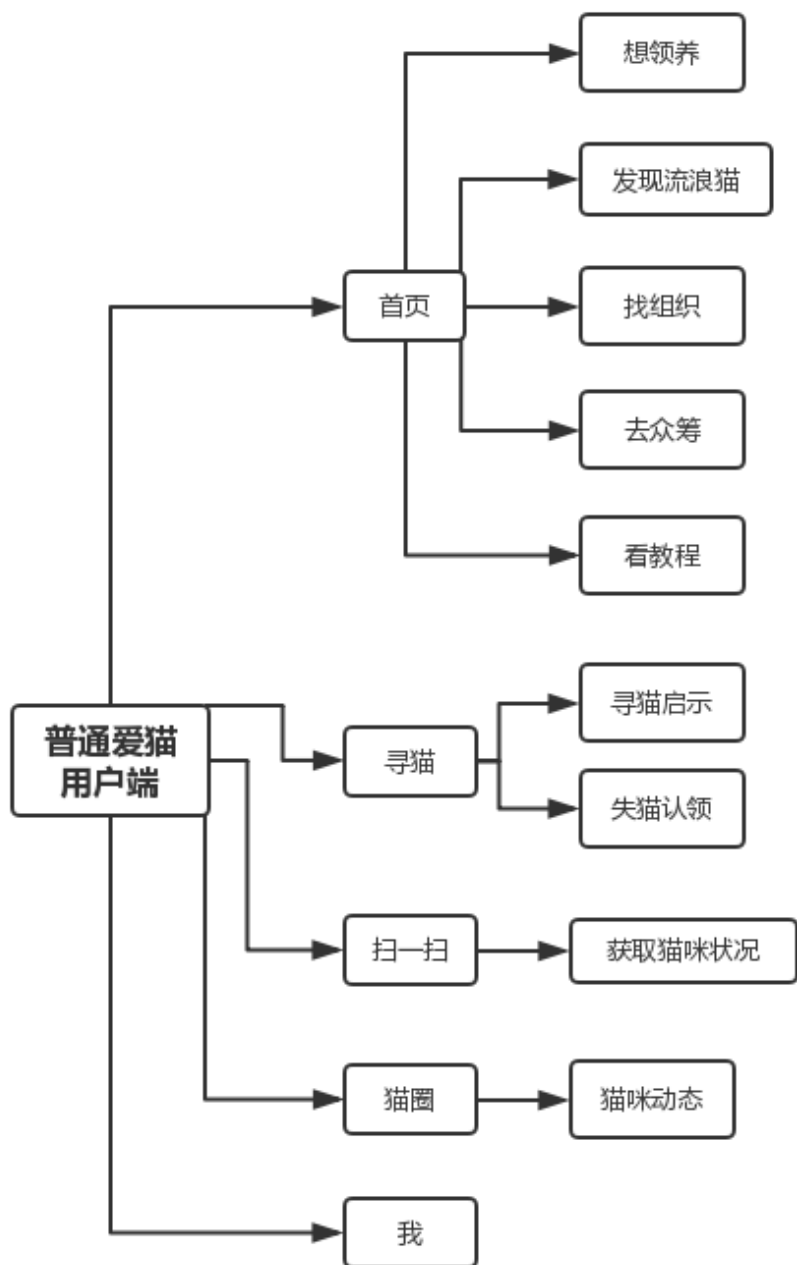 想领养
发现流浪猫
首页
找组织
去众筹
看教程
普通爱猫
用户端
寻猫启示
寻猫
失猫认领
扫一扫
获取猫咪状况
猫圈
猫咪动态
我